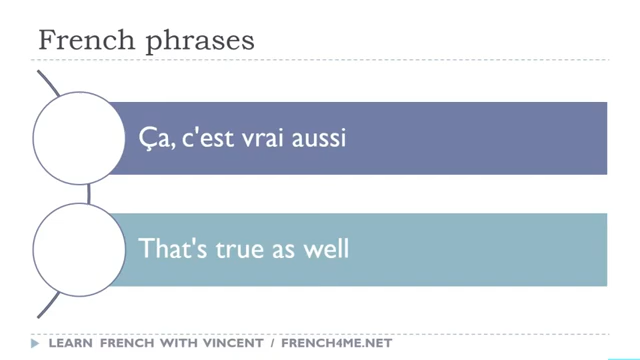 French phrases
Ça, c'est vrai aussi
That's true as well
LEARN FRENCH WITH VINCENT / FRENCH4ME.NET